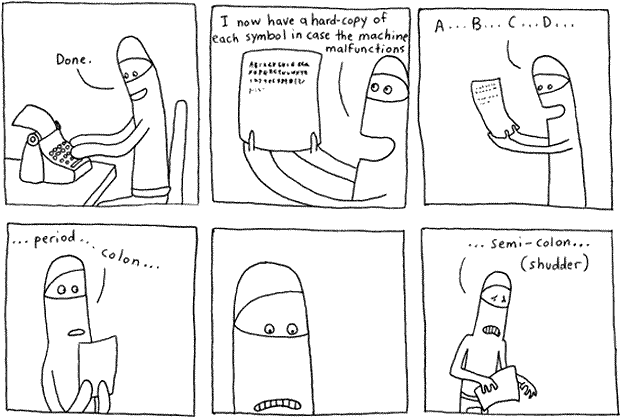 Done.
I now have a hard-copy of
each symbol in case the machine
malfunctions
A...B...C...D...
...period...
colon...
...semi-colon...
(shudder)